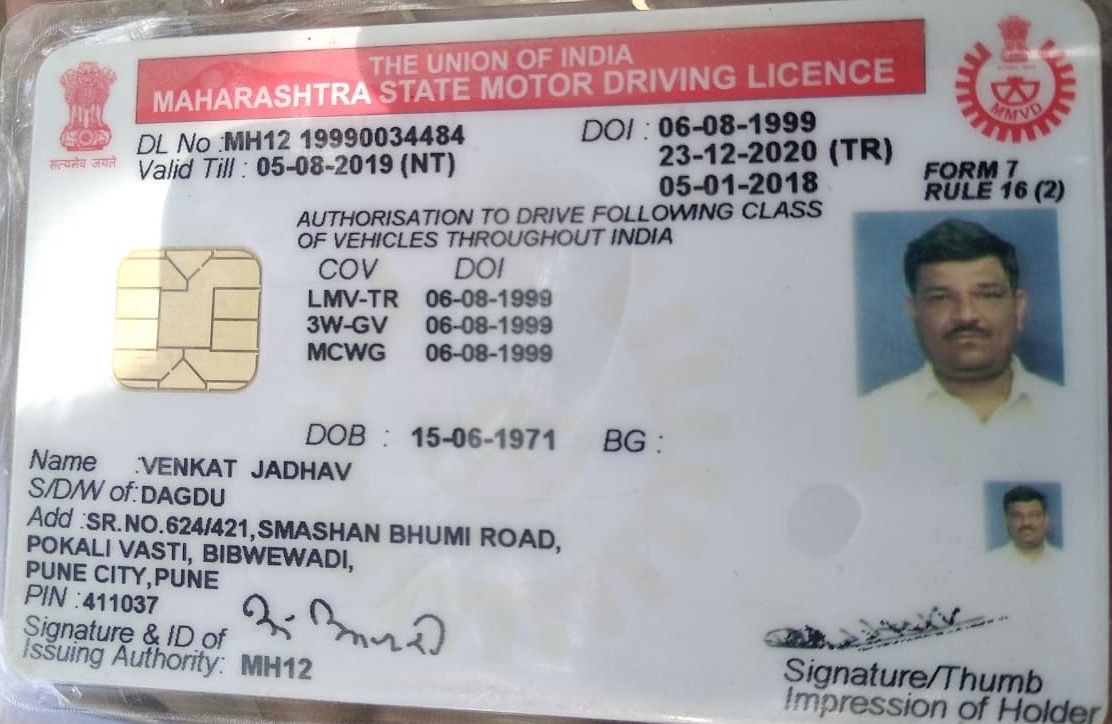 THE UNION OF INDIA
MAHARASHTRA STATE MOTOR DRIVING LICENCE
सत्यमेव जयते
MMVD
DL No :MH12 19990034484 DOI : 06-08-1999
Valid Till : 05-08-2019 (NT) 23-12-2020 (TR)
05-01-2018
FORM 7
RULE 16 (2)
AUTHORISATION TO DRIVE FOLLOWING CLASS
OF VEHICLES THROUGHOUT INDIA
COV DOI
LMV-TR 06-08-1999
3W-GV 06-08-1999
MCWG 06-08-1999
DOB : 15-06-1971 BG :
Name :VENKAT JADHAV
S/D/W of:DAGDU
Add :SR.NO.624/421,SMASHAN BHUMI ROAD,
POKALI VASTI, BIBWEWADI,
PUNE CITY,PUNE
PIN :411037
Signature & ID of
Issuing Authority: MH12
Signature/Thumb
Impression of Holder